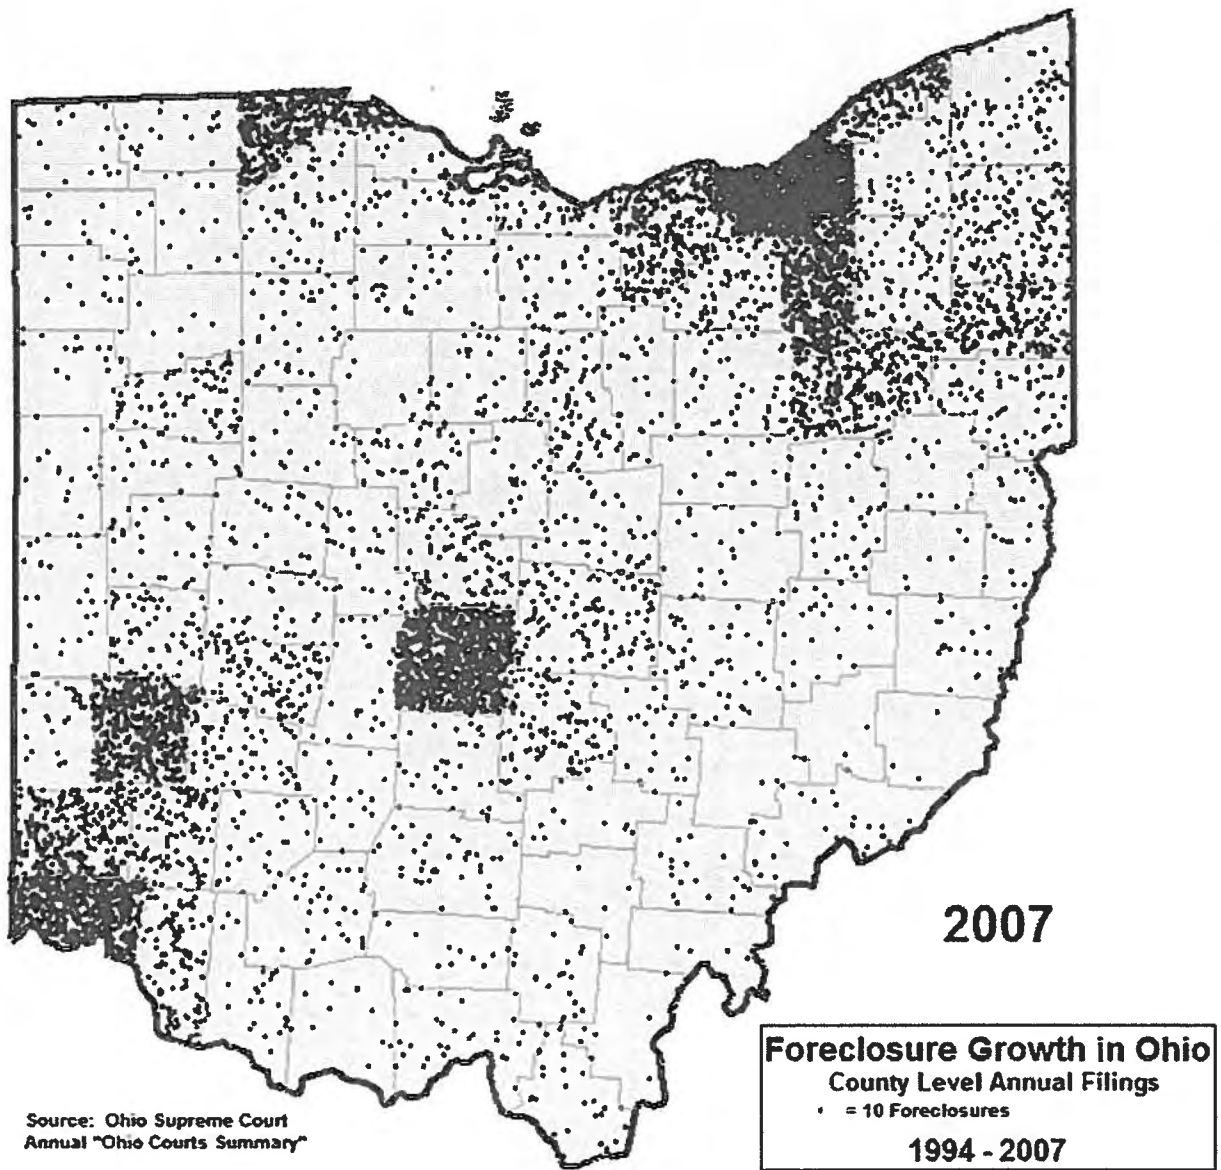 2007
Foreclosure Growth in Ohio
County Level Annual Filings
= 10 Foreclosures
1994 - 2007
Source: Ohio Supreme Court
Annual "Ohio Courts Summary"